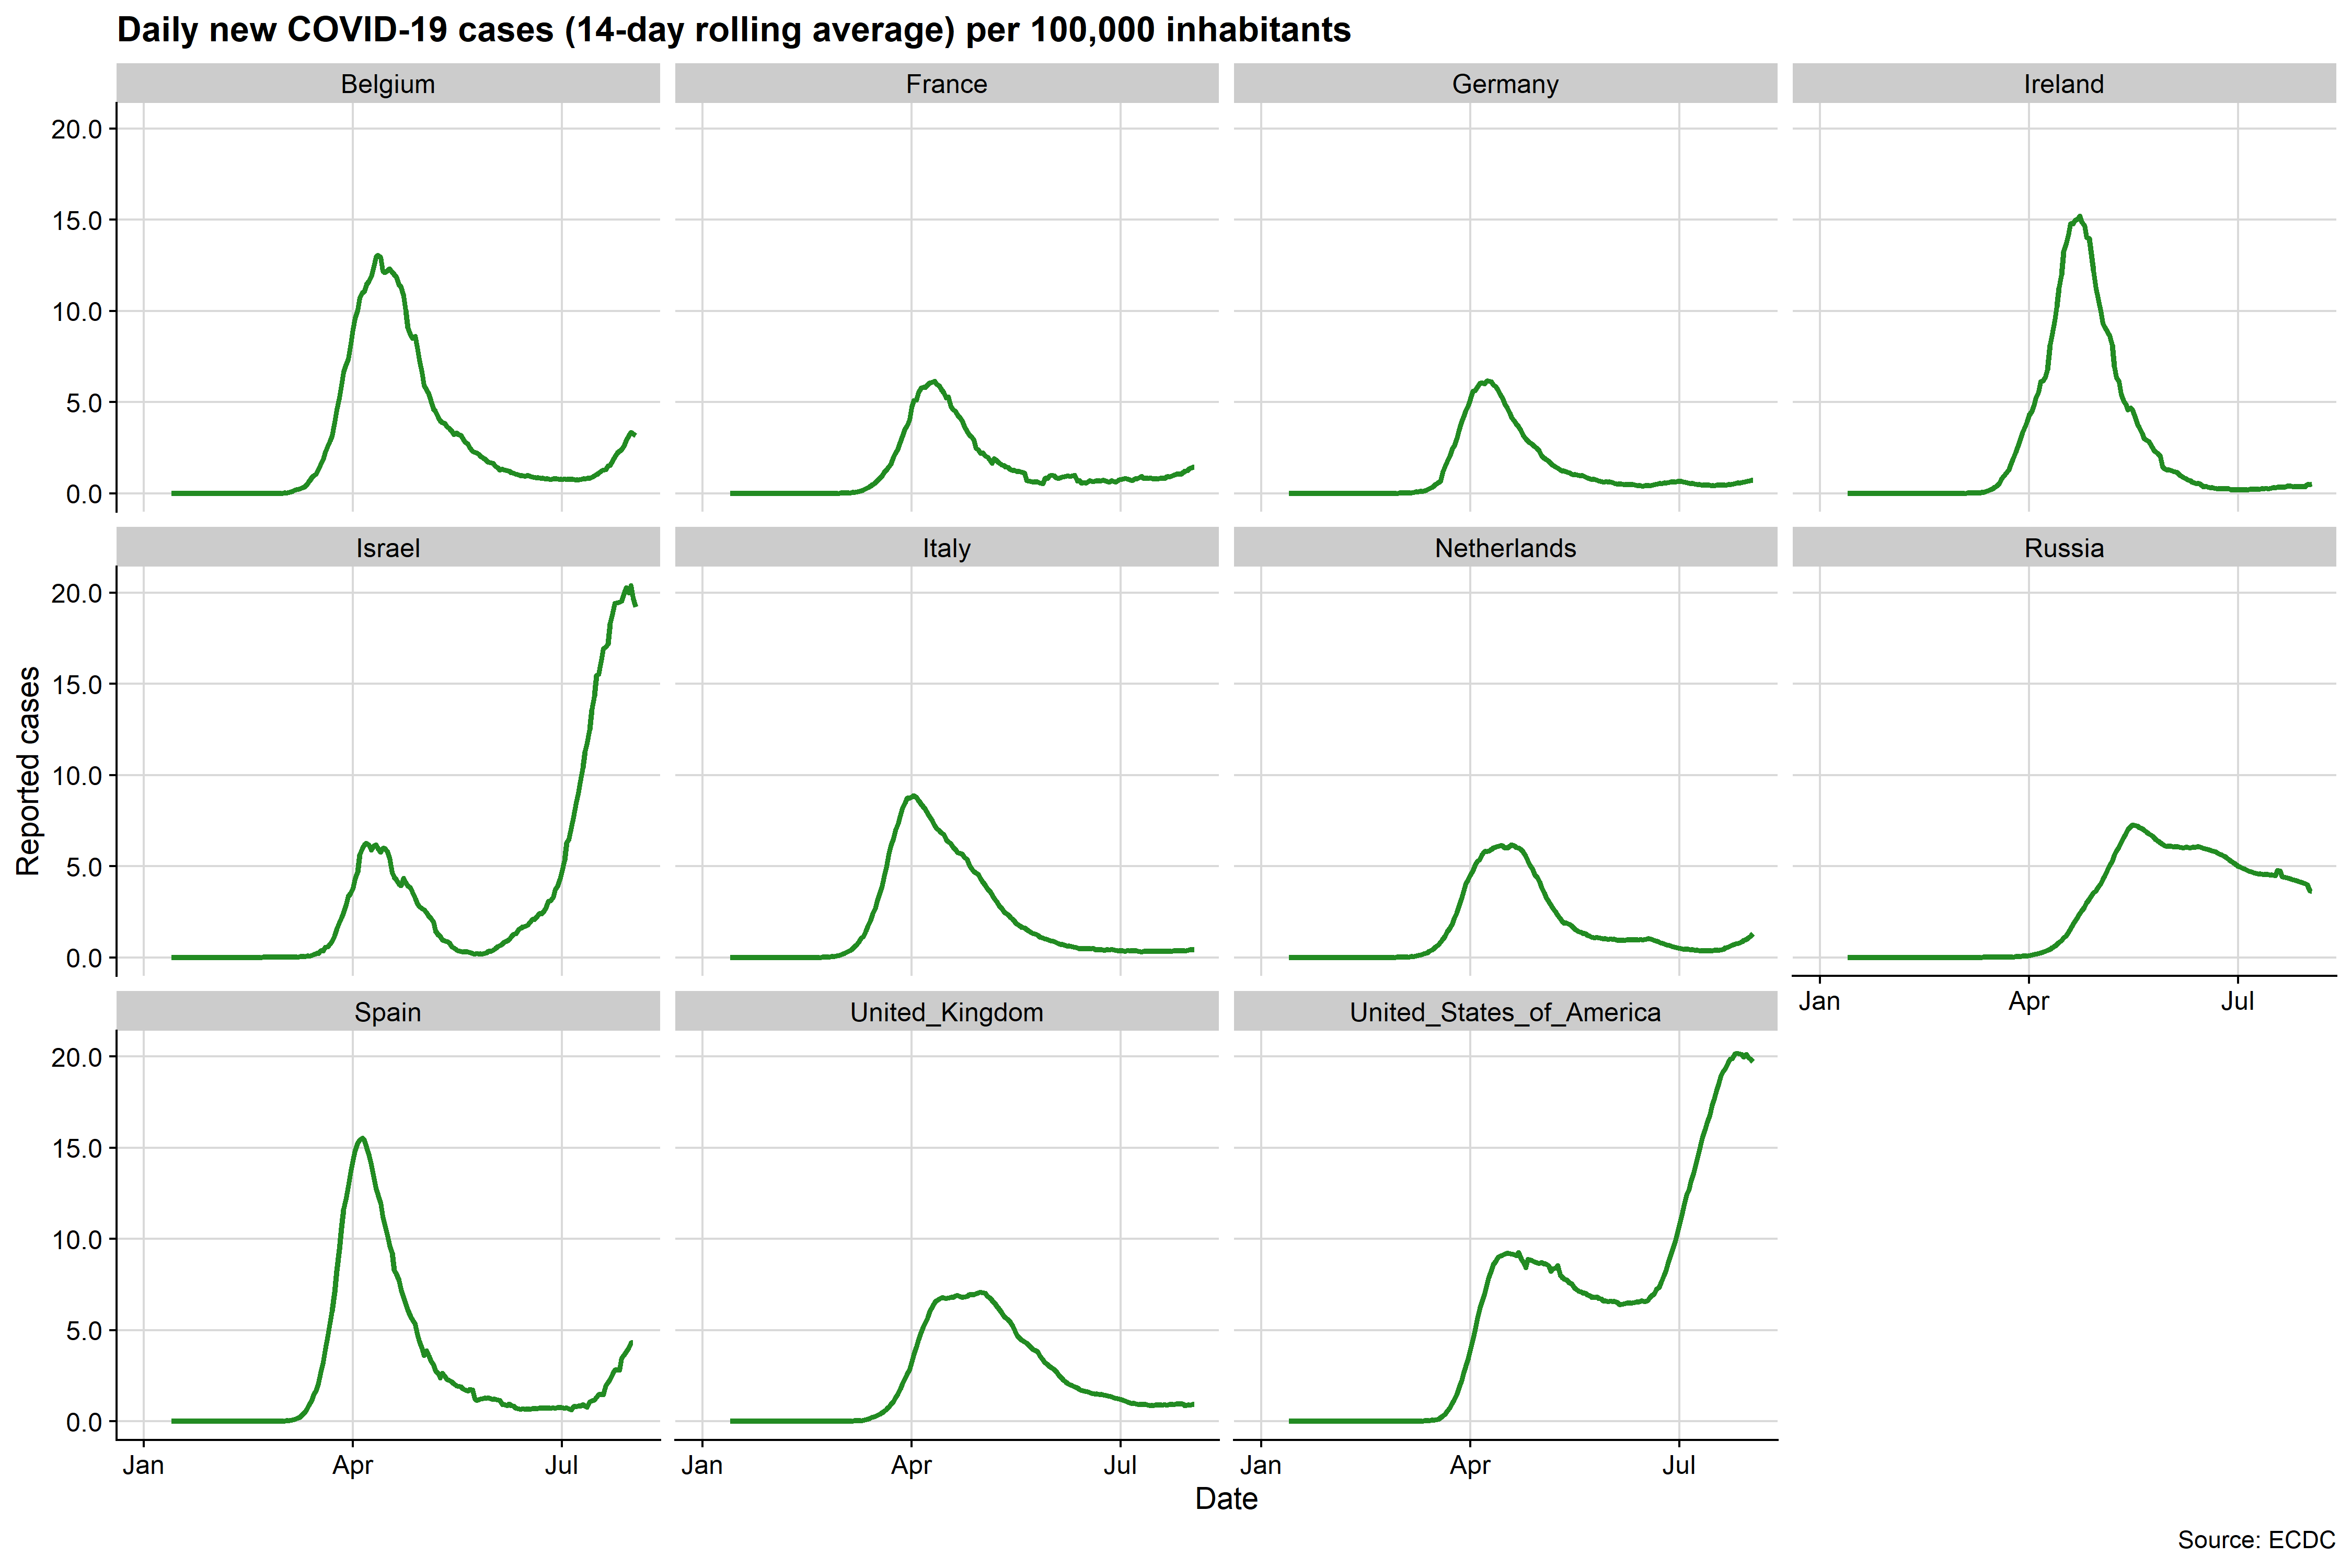 Daily new COVID-19 cases (14-day rolling average) per 100,000 inhabitants
Belgium France Germany Ireland
20.0
15.0
10.0
5.0
0.0
Israel Italy Netherlands Russia
20.0
15.0
10.0
5.0
0.0
Reported cases
Jan Apr Jul
Spain United_Kingdom United_States_of_America
20.0
15.0
10.0
5.0
0.0
Jan Apr Jul Jan Apr Jul Jan Apr Jul
Date
Source: ECDC